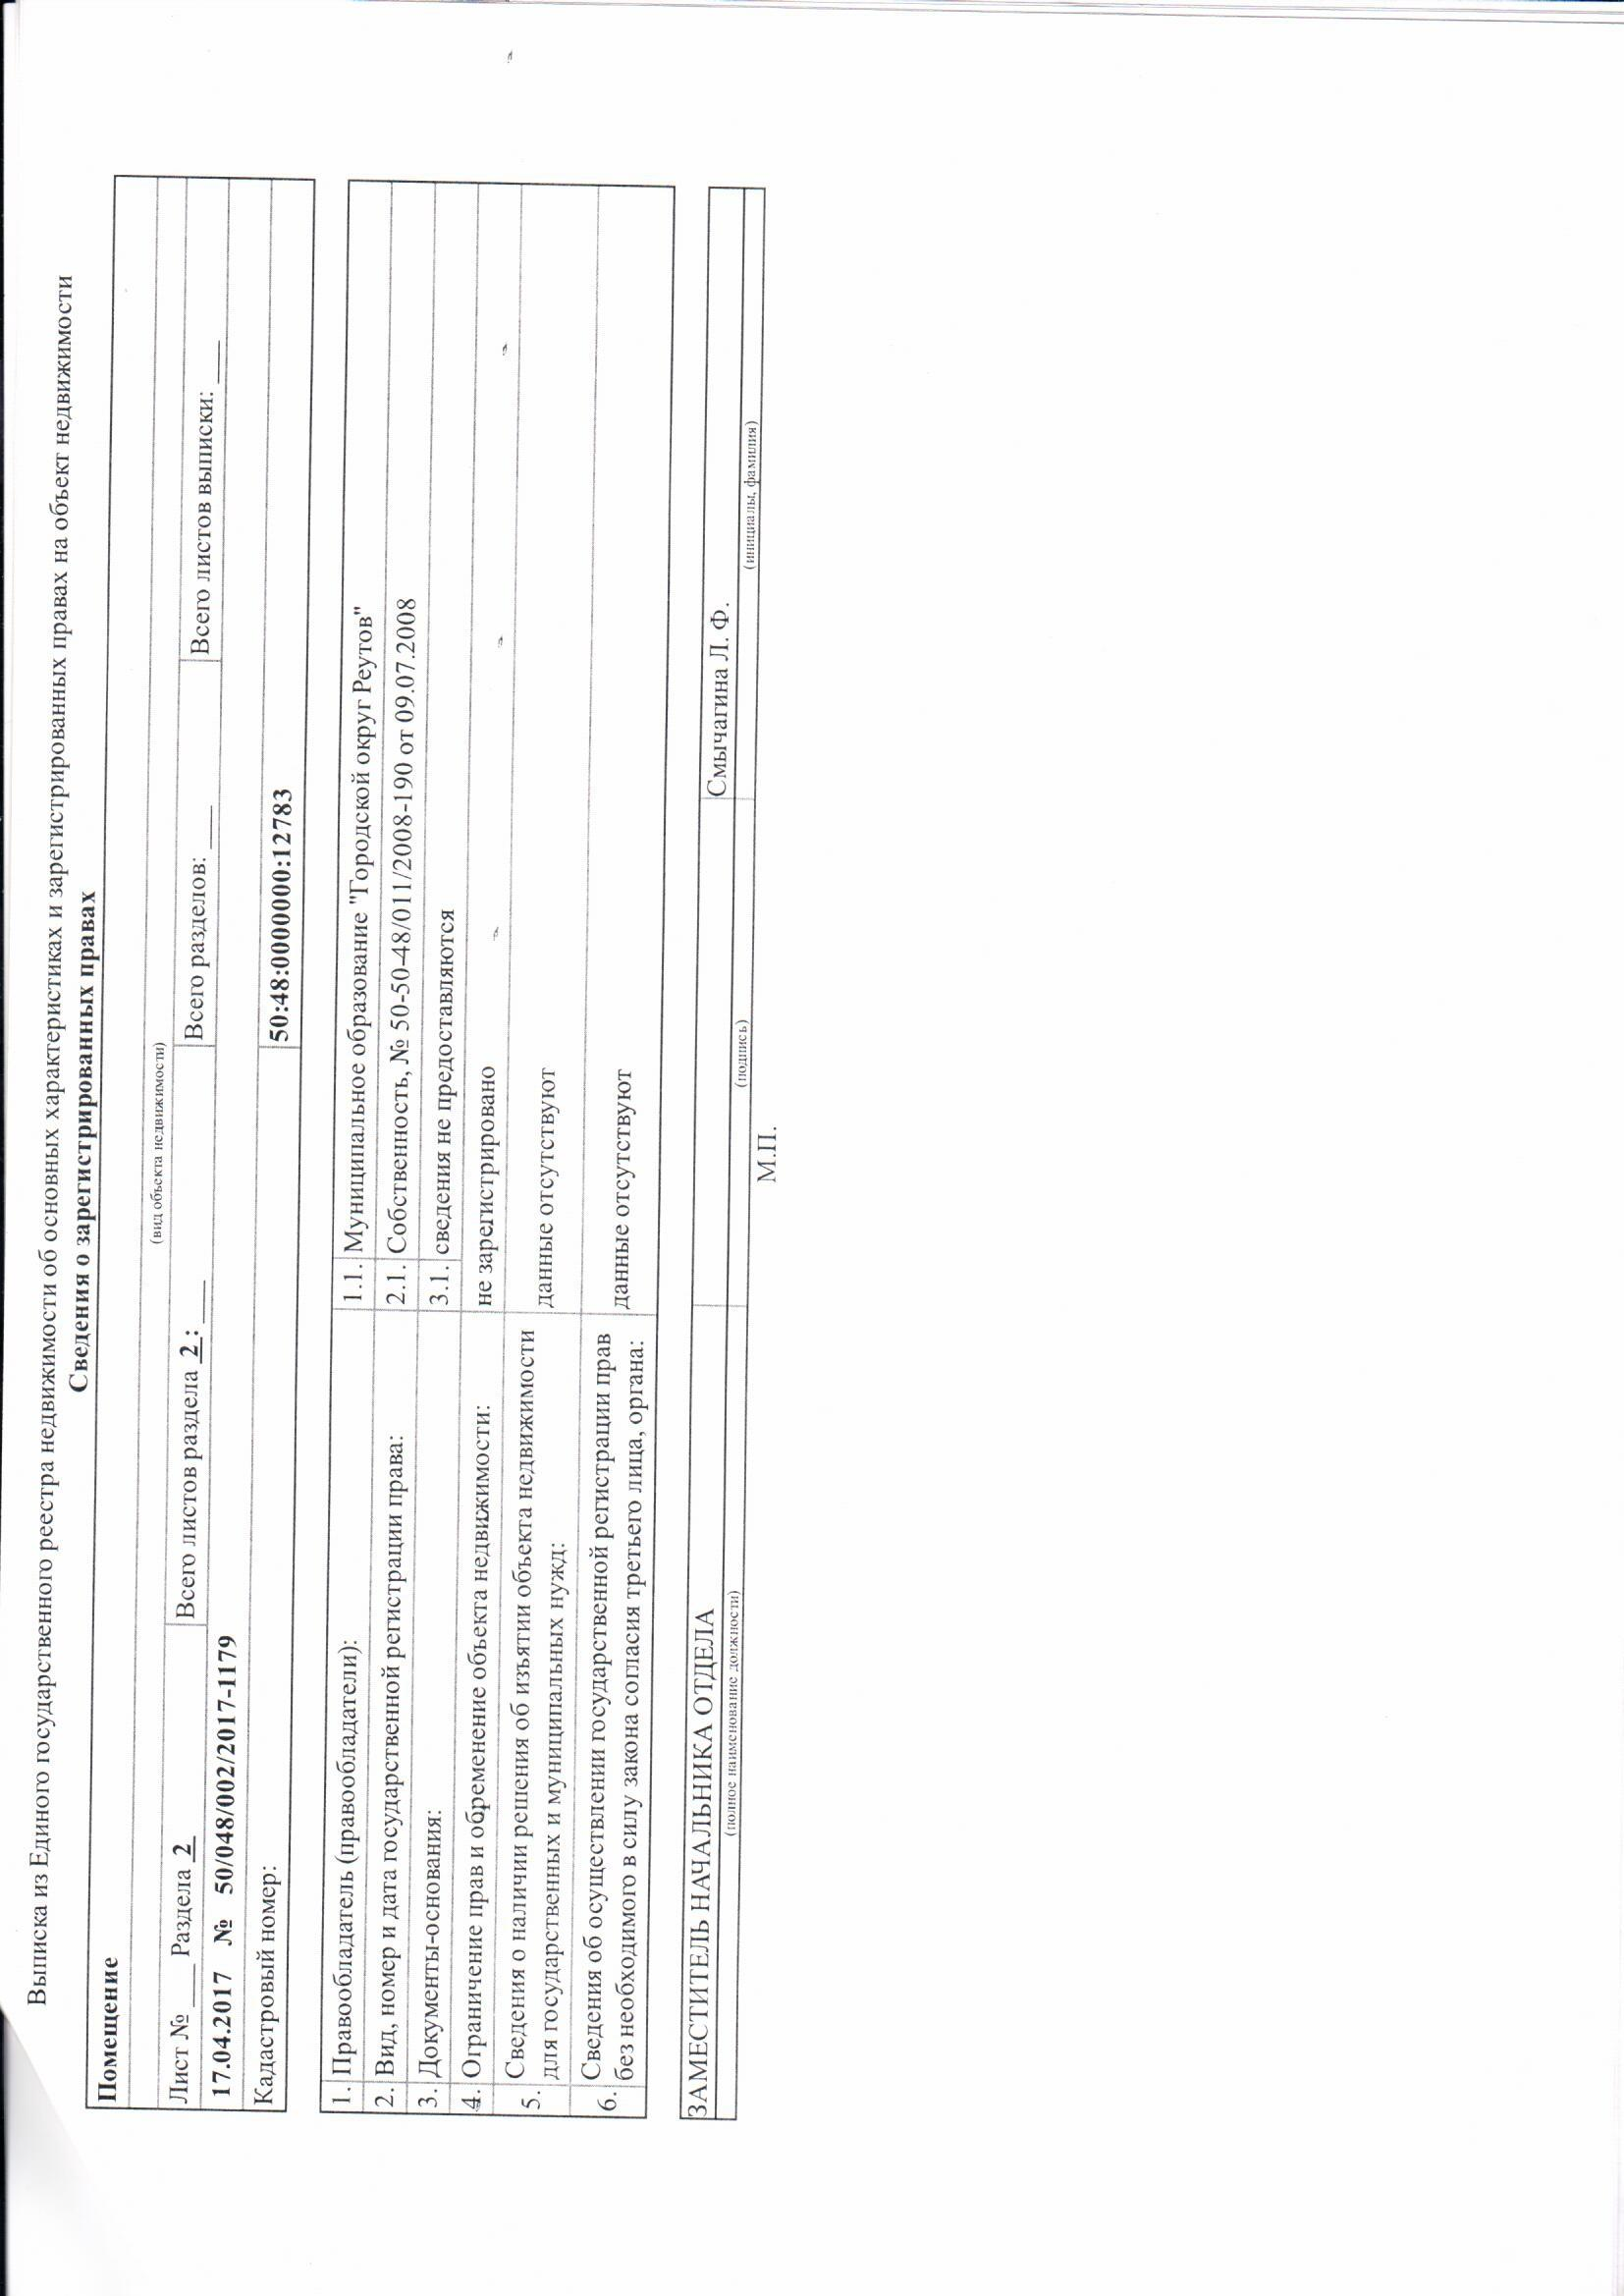 Выписка из Единого государственного реестра недвижимости об основных характеристиках и зарегистрированных правах на объект недвижимости
Сведения о зарегистрированных правах
Помещение
(вид объекта недвижимости)
Лист № ___ Раздела 2 Всего листов раздела 2 : ___ Всего разделов: ___ Всего листов выписки: ___
17.04.2017 № 50/048/002/2017-1179
Кадастровый номер: 50:48:0000000:12783
1. Правообладатель (правообладатели): 1.1. Муниципальное образование "Городской округ Реутов"
2. Вид, номер и дата государственной регистрации права: 2.1. Собственность, № 50-50-48/011/2008-190 от 09.07.2008
3. Документы-основания: 3.1. сведения не предоставляются
4. Ограничение прав и обременение объекта недвижимости: не зарегистрировано
5. Сведения о наличии решения об изъятии объекта недвижимости
для государственных и муниципальных нужд: данные отсутствуют
6. Сведения об осуществлении государственной регистрации прав
без необходимого в силу закона согласия третьего лица, органа: данные отсутствуют
ЗАМЕСТИТЕЛЬ НАЧАЛЬНИКА ОТДЕЛА Смычагина Л. Ф.
(полное наименование должности) (подпись) (инициалы, фамилия)
М.П.